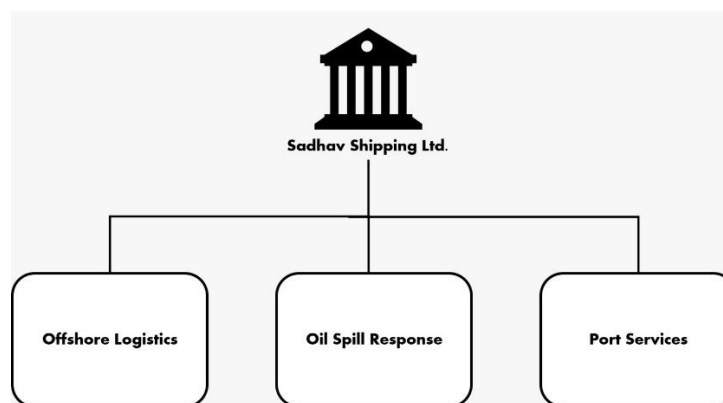 Sadhav Shipping Ltd.
Offshore Logistics
Oil Spill Response
Port Services